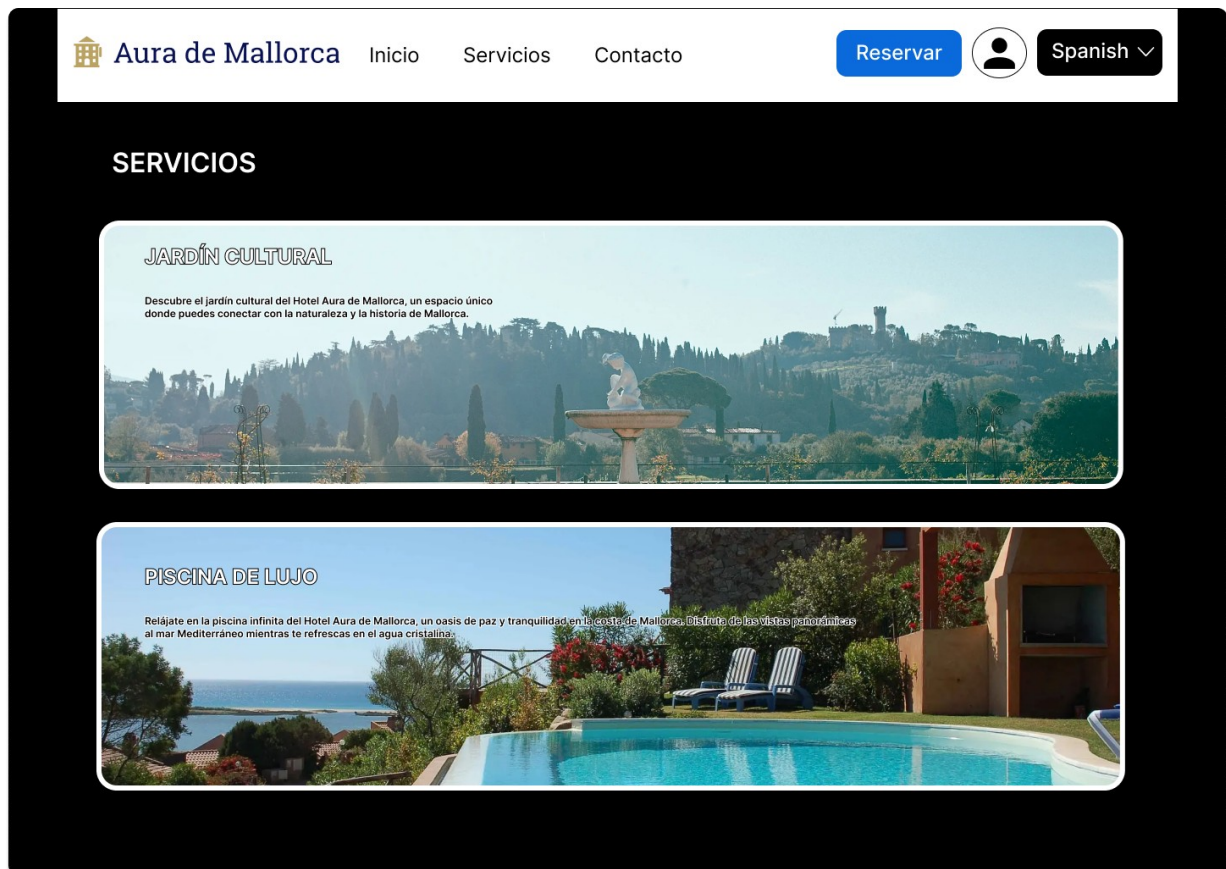 Aura de Mallorca Inicio Servicios Contacto Reservar Spanish
SERVICIOS
JARDÍN CULTURAL
Descubre el jardín cultural del Hotel Aura de Mallorca, un espacio único
donde puedes conectar con la naturaleza y la historia de Mallorca.
PISCINA DE LUJO
Relájate en la piscina infinita del Hotel Aura de Mallorca, un oasis de paz y tranquilidad en la costa de Mallorca. Disfruta de las vistas panorámicas
al mar Mediterráneo mientras te refrescas en el agua cristalina.